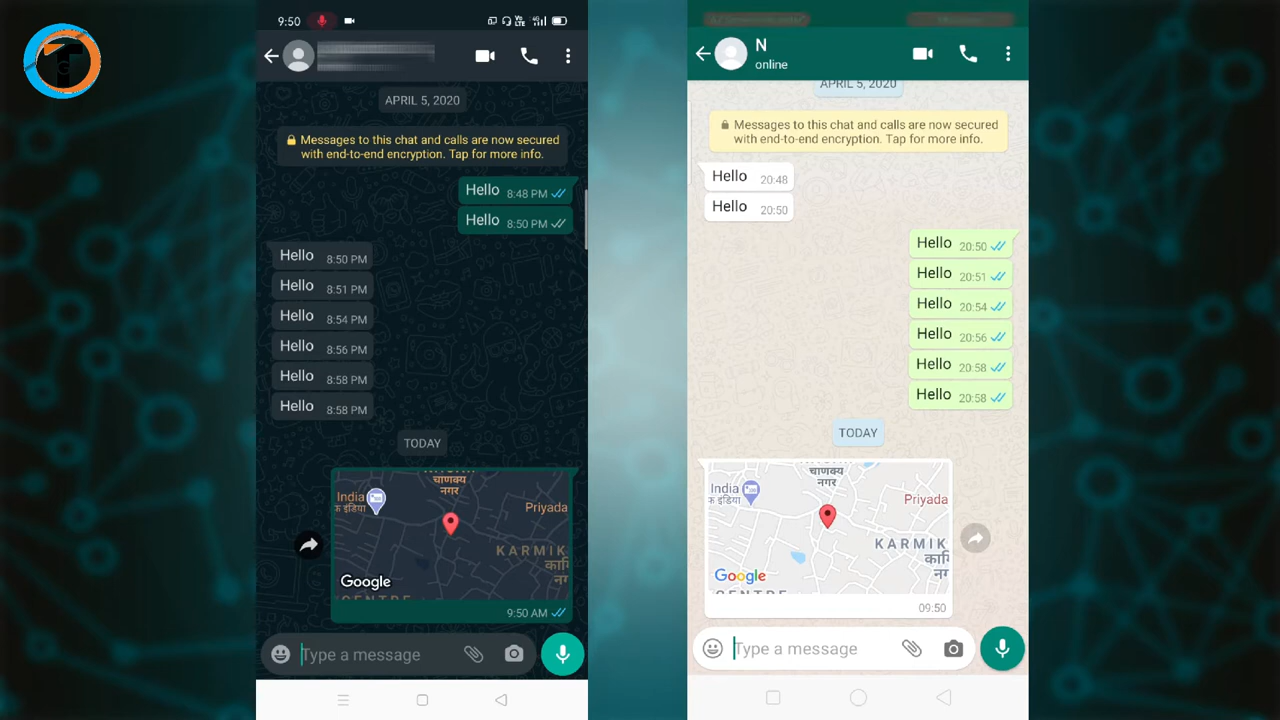 9:50
APRIL 5, 2020
Messages to this chat and calls are now secured
with end-to-end encryption. Tap for more info.
Hello 8:48 PM
Hello 8:50 PM
Hello 8:50 PM
Hello 8:51 PM
Hello 8:54 PM
Hello 8:56 PM
Hello 8:58 PM
Hello 8:58 PM
TODAY
चाणक्य
नगर
India
क इंडिया
Priyada
KARMIK
कार्मि
नग
Google
CENTRE
9:50 AM
Type a message
N
online
APRIL 5, 2020
Messages to this chat and calls are now secured
with end-to-end encryption. Tap for more info.
Hello 20:48
Hello 20:50
Hello 20:50
Hello 20:51
Hello 20:54
Hello 20:56
Hello 20:58
Hello 20:58
TODAY
चाणक्य
नगर
India
क इंडिया
Priyada
KARMIK
कार्मि
नग
Google
CENTRE
09:50
Type a message